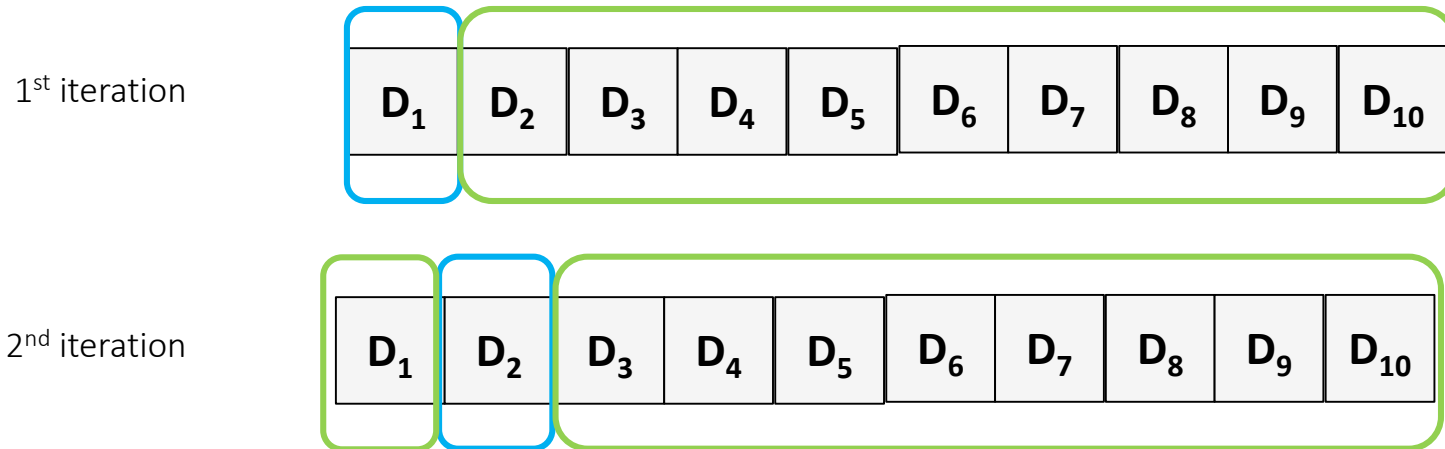 1st iteration D1 D2 D3 D4 D5 D6 D7 D8 D9 D10
2nd iteration D1 D2 D3 D4 D5 D6 D7 D8 D9 D10